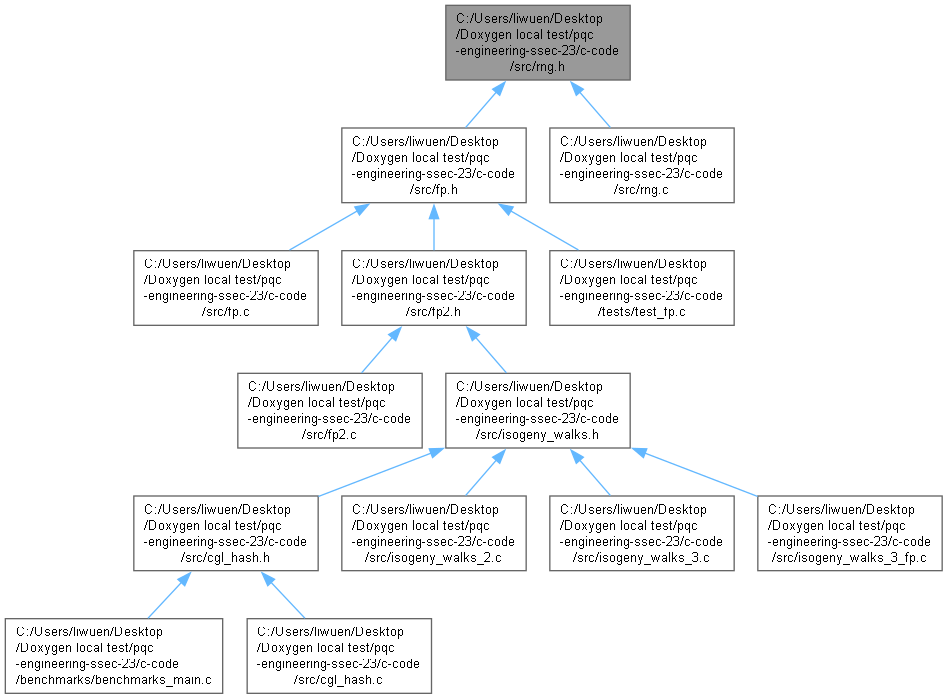 C:/Users/liwuen/Desktop
/Doxygen local test/pqc
-engineering-ssec-23/c-code
/src/rng.h
C:/Users/liwuen/Desktop
/Doxygen local test/pqc
-engineering-ssec-23/c-code
/src/fp.h
C:/Users/liwuen/Desktop
/Doxygen local test/pqc
-engineering-ssec-23/c-code
/src/rng.c
C:/Users/liwuen/Desktop
/Doxygen local test/pqc
-engineering-ssec-23/c-code
/src/fp.c
C:/Users/liwuen/Desktop
/Doxygen local test/pqc
-engineering-ssec-23/c-code
/src/fp2.h
C:/Users/liwuen/Desktop
/Doxygen local test/pqc
-engineering-ssec-23/c-code
/tests/test_fp.c
C:/Users/liwuen/Desktop
/Doxygen local test/pqc
-engineering-ssec-23/c-code
/src/fp2.c
C:/Users/liwuen/Desktop
/Doxygen local test/pqc
-engineering-ssec-23/c-code
/src/isogeny_walks.h
C:/Users/liwuen/Desktop
/Doxygen local test/pqc
-engineering-ssec-23/c-code
/src/cgl_hash.h
C:/Users/liwuen/Desktop
/Doxygen local test/pqc
-engineering-ssec-23/c-code
/src/isogeny_walks_2.c
C:/Users/liwuen/Desktop
/Doxygen local test/pqc
-engineering-ssec-23/c-code
/src/isogeny_walks_3.c
C:/Users/liwuen/Desktop
/Doxygen local test/pqc
-engineering-ssec-23/c-code
/src/isogeny_walks_3_fp.c
C:/Users/liwuen/Desktop
/Doxygen local test/pqc
-engineering-ssec-23/c-code
/benchmarks/benchmarks_main.c
C:/Users/liwuen/Desktop
/Doxygen local test/pqc
-engineering-ssec-23/c-code
/src/cgl_hash.c